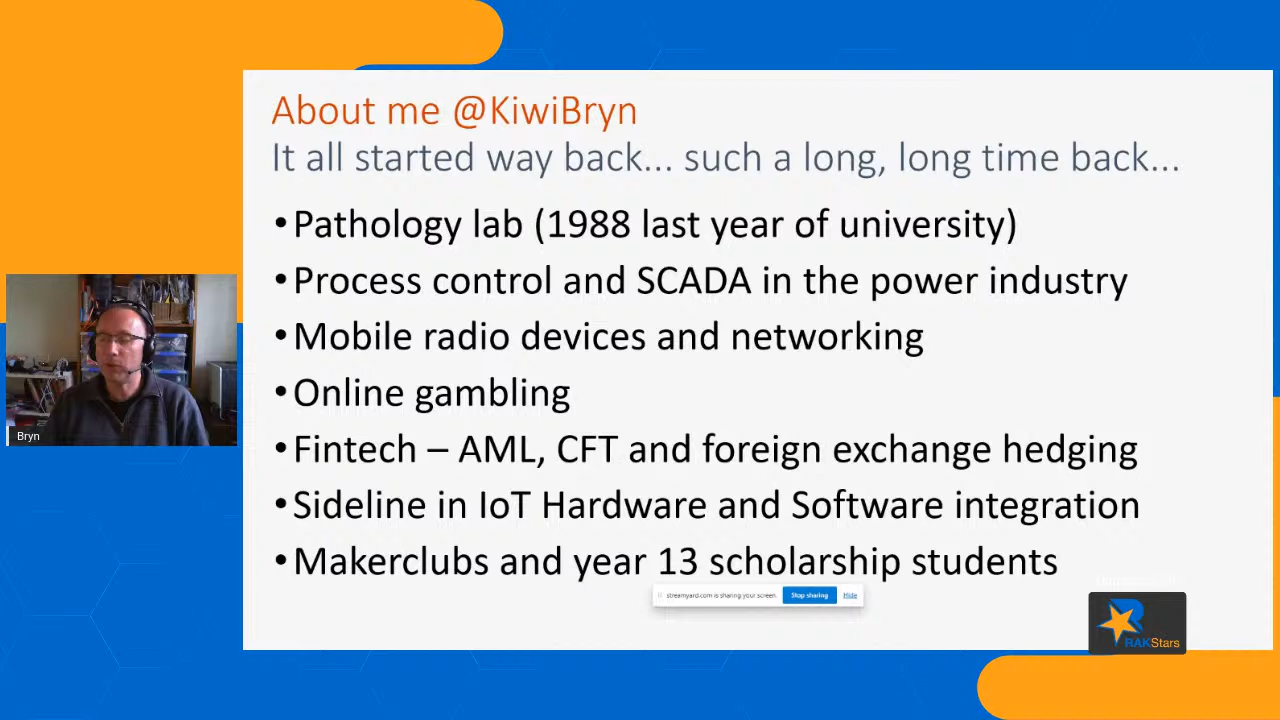 About me @KiwiBryn
It all started way back... such a long, long time back...
•Pathology lab (1988 last year of university)
•Process control and SCADA in the power industry
•Mobile radio devices and networking
•Online gambling
•Fintech – AML, CFT and foreign exchange hedging
•Sideline in IoT Hardware and Software integration
•Makerclubs and year 13 scholarship students
Bryn
streamyard.com is sharing your screen. Stop sharing Hide
RAKStars